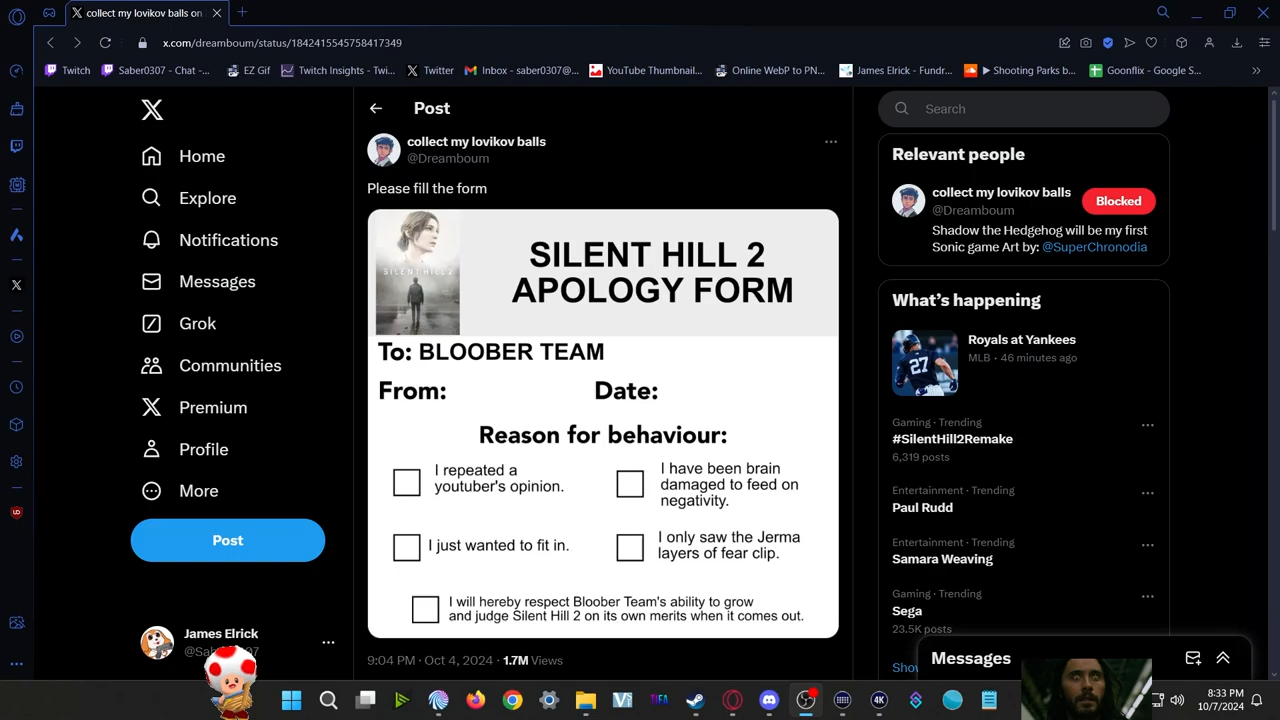 collect my lovikov balls on
x.com/dreamboum/status/1842415545758417349
Twitch
Saber0307 - Chat -...
EZ Gif
Twitch Insights - Twi...
Twitter
Inbox - saber0307@...
YouTube Thumbnail...
Online WebP to PN...
James Elrick - Fundr...
▶ Shooting Parks b...
Goonflix - Google S...
Home
Explore
Notifications
Messages
Grok
Communities
Premium
Profile
More
Post
James Elrick
Post
collect my lovikov balls
@Dreamboum
Please fill the form
SILENT HILL 2
SILENT HILL 2
APOLOGY FORM
To: BLOOBER TEAM
From: Date:
Reason for behaviour:
I repeated a
youtuber's opinion.
I have been brain
damaged to feed on
negativity.
I just wanted to fit in.
I only saw the Jerma
layers of fear clip.
I will hereby respect Bloober Team's ability to grow
and judge Silent Hill 2 on its own merits when it comes out.
9:04 PM · Oct 4, 2024 · 1.7M Views
Search
Relevant people
collect my lovikov balls
@Dreamboum
Blocked
Shadow the Hedgehog will be my first
Sonic game Art by: @SuperChronodia
What's happening
Royals at Yankees
MLB · 46 minutes ago
Gaming · Trending
#SilentHill2Remake
6,319 posts
Entertainment · Trending
Paul Rudd
Entertainment · Trending
Samara Weaving
Gaming · Trending
Sega
23.5K posts
Messages
8:33 PM
10/7/2024